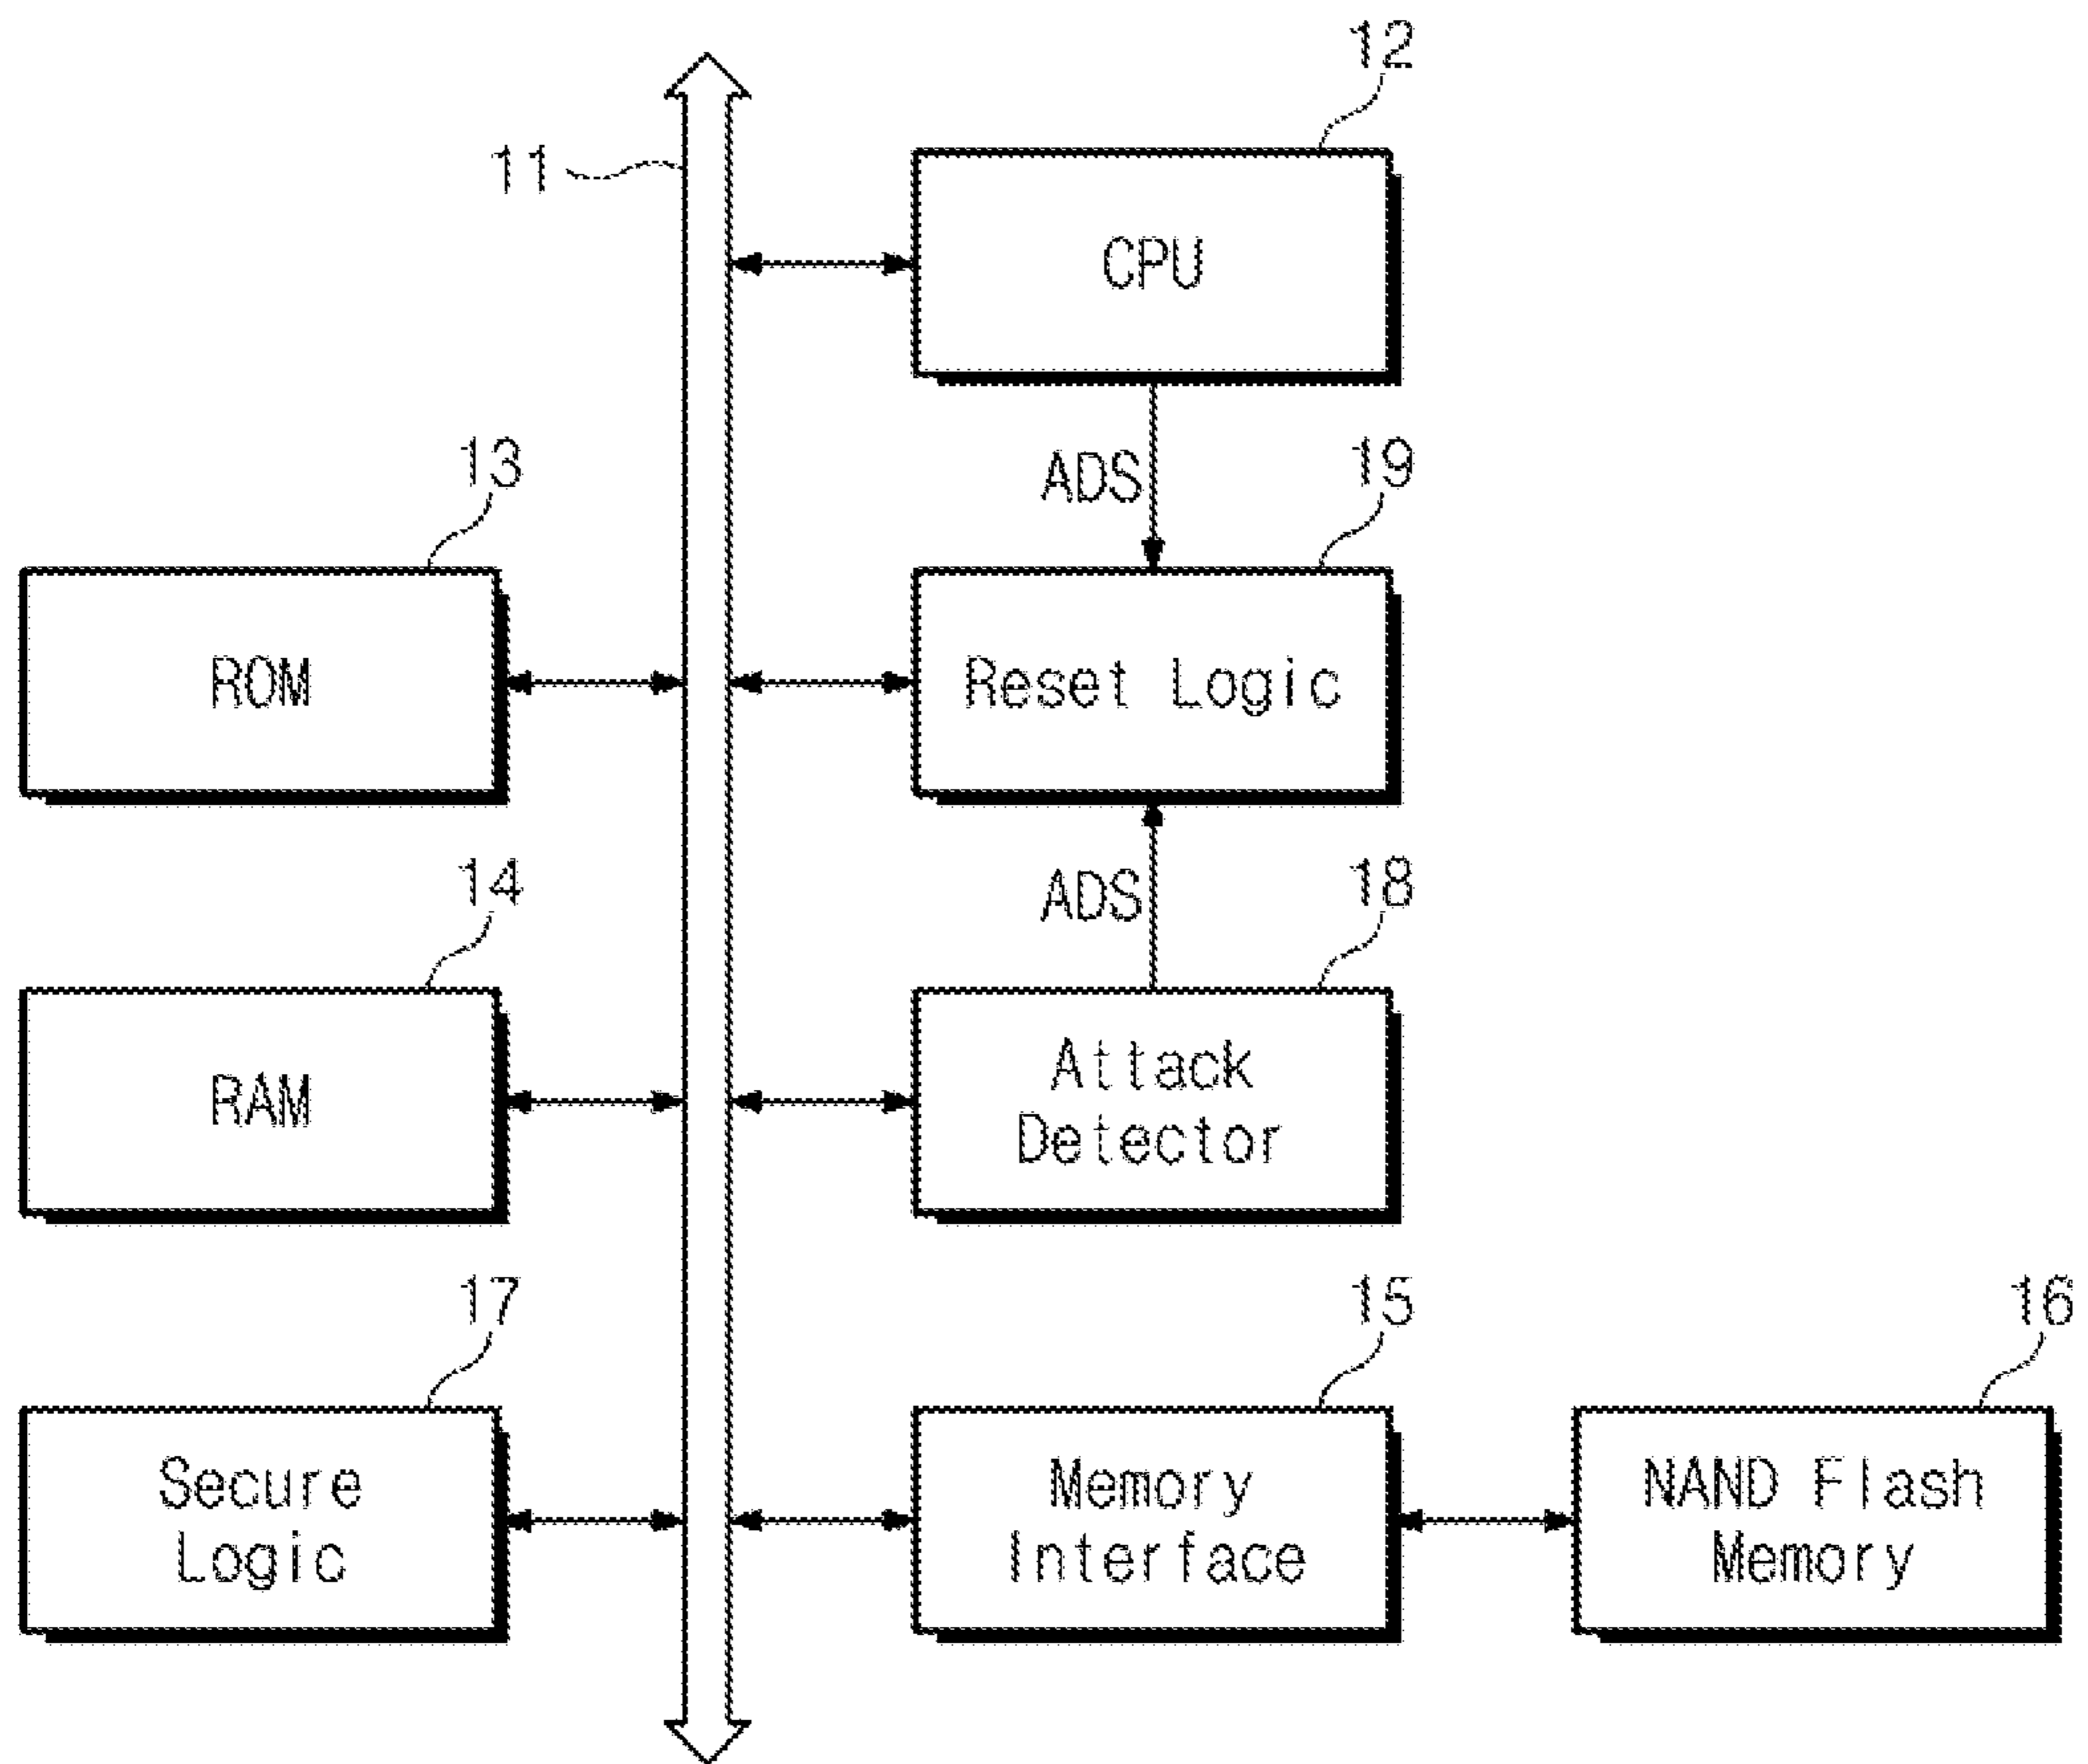 12
11
CPU
ADS
13
19
ROM
Reset Logic
14
ADS
18
RAM
Attack
Detector
17
15
16
Secure
Logic
Memory
Interface
NAND Flash
Memory